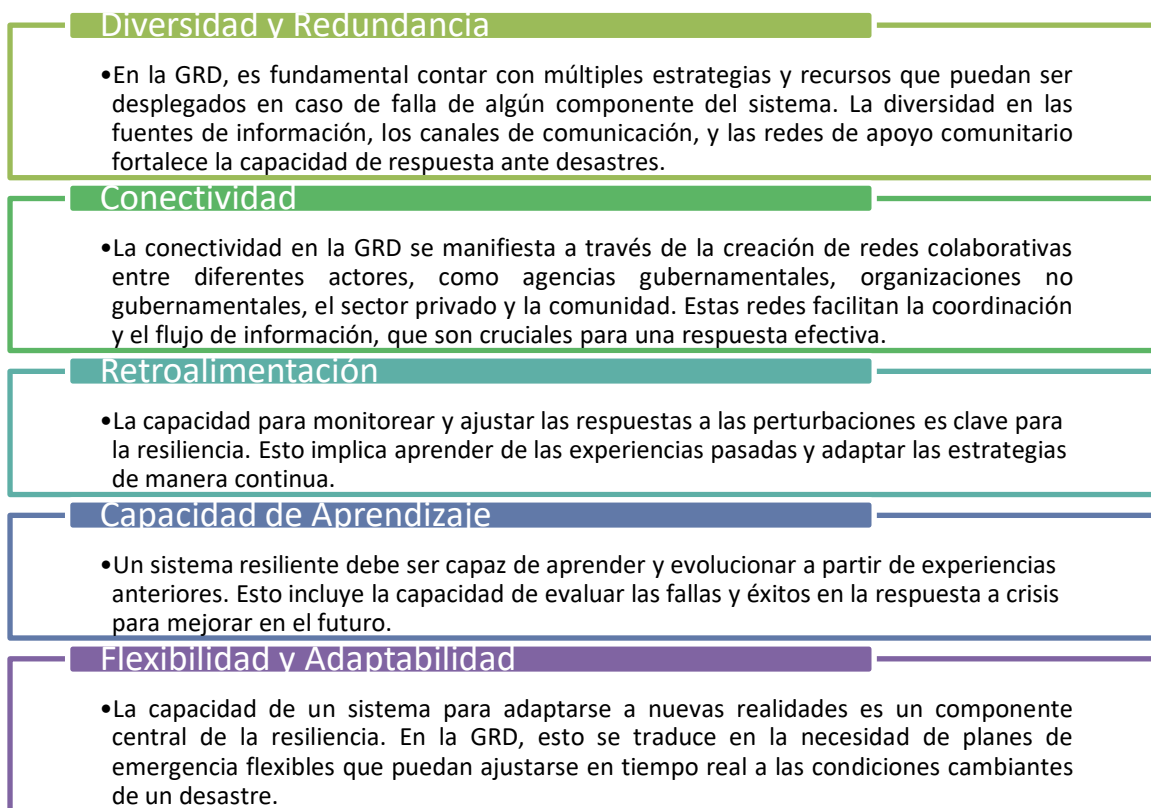 Diversidad y Redundancia
•En la GRD, es fundamental contar con múltiples estrategias y recursos que puedan ser
desplegados en caso de falla de algún componente del sistema. La diversidad en las
fuentes de información, los canales de comunicación, y las redes de apoyo comunitario
fortalece la capacidad de respuesta ante desastres.
Conectividad
•La conectividad en la GRD se manifiesta a través de la creación de redes colaborativas
entre diferentes actores, como agencias gubernamentales, organizaciones no
gubernamentales, el sector privado y la comunidad. Estas redes facilitan la coordinación
y el flujo de información, que son cruciales para una respuesta efectiva.
Retroalimentación
•La capacidad para monitorear y ajustar las respuestas a las perturbaciones es clave para
la resiliencia. Esto implica aprender de las experiencias pasadas y adaptar las estrategias
de manera continua.
Capacidad de Aprendizaje
•Un sistema resiliente debe ser capaz de aprender y evolucionar a partir de experiencias
anteriores. Esto incluye la capacidad de evaluar las fallas y éxitos en la respuesta a crisis
para mejorar en el futuro.
Flexibilidad y Adaptabilidad
•La capacidad de un sistema para adaptarse a nuevas realidades es un componente
central de la resiliencia. En la GRD, esto se traduce en la necesidad de planes de
emergencia flexibles que puedan ajustarse en tiempo real a las condiciones cambiantes
de un desastre.